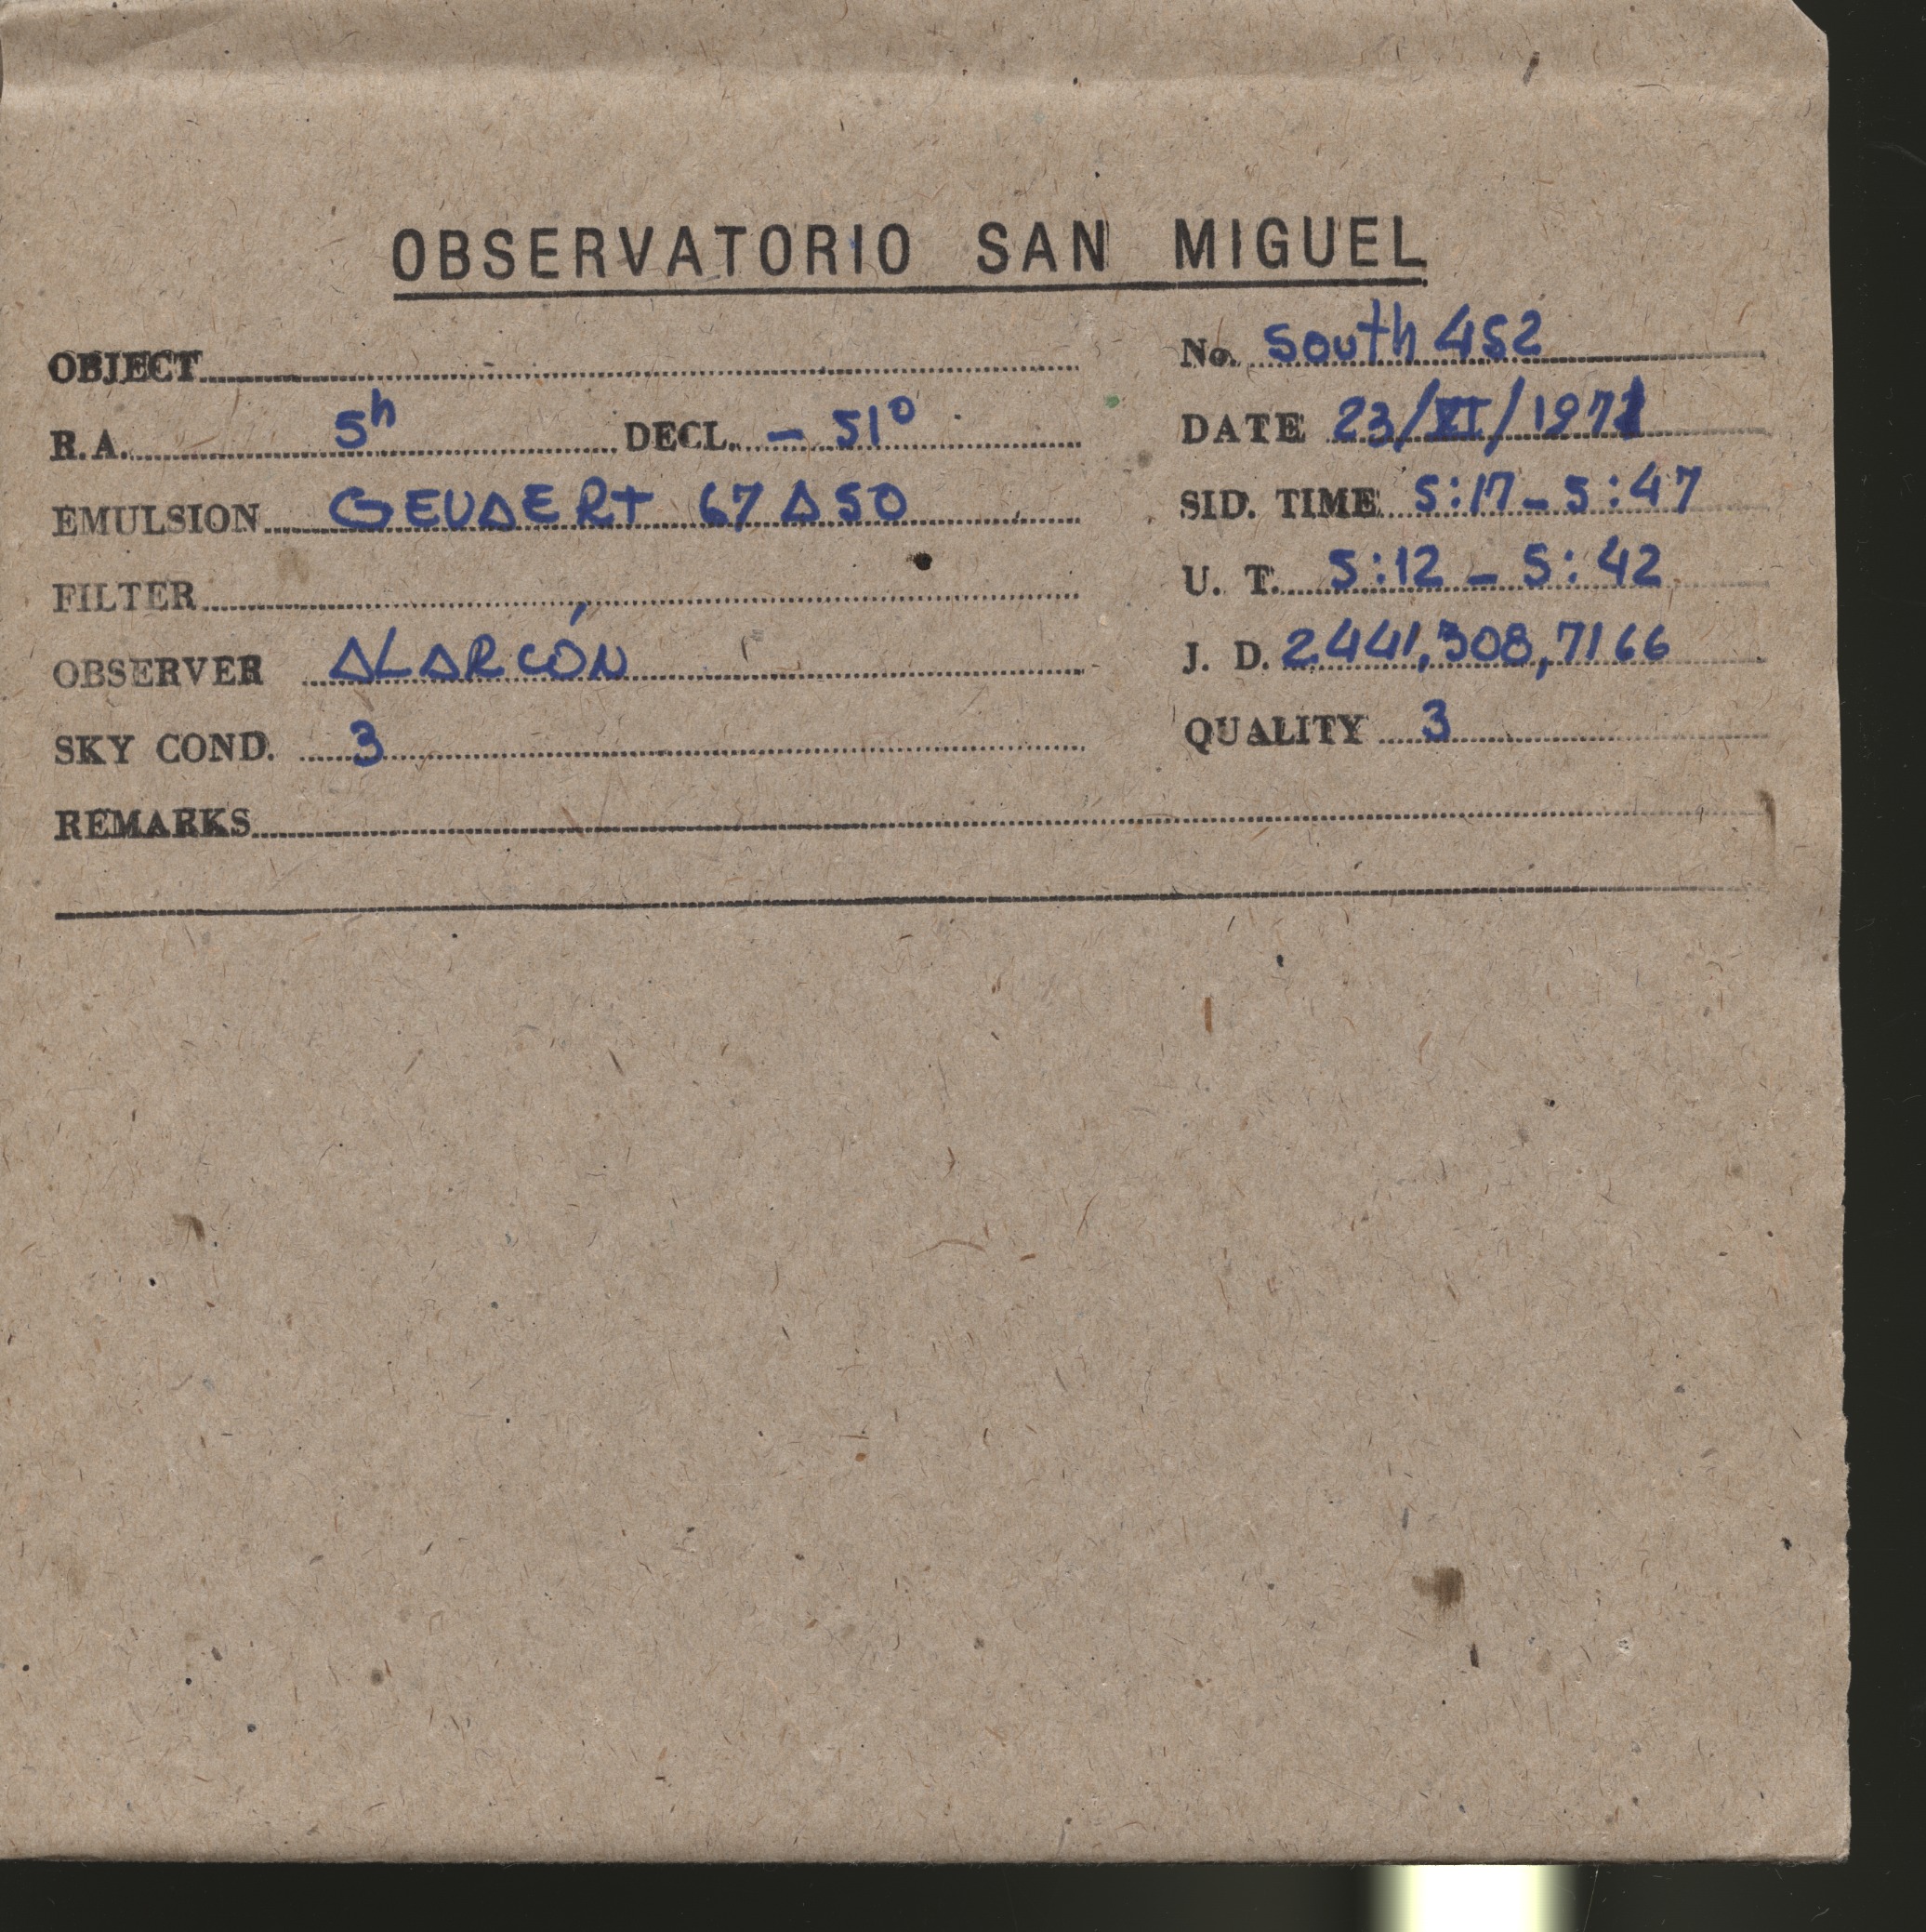 OBSERVATORIO SAN MIGUEL
OBJECT
No. South 452
R.A. 5h DECL. - 51°
DATE 23/XI/1971
EMULSION GEVAERT 67 A 50
SID. TIME 5:17 - 5:47
FILTER
U. T. 5:12 - 5:42
OBSERVER ALARCÓN
J. D. 2441,308,7166
SKY COND. 3
QUALITY 3
REMARKS